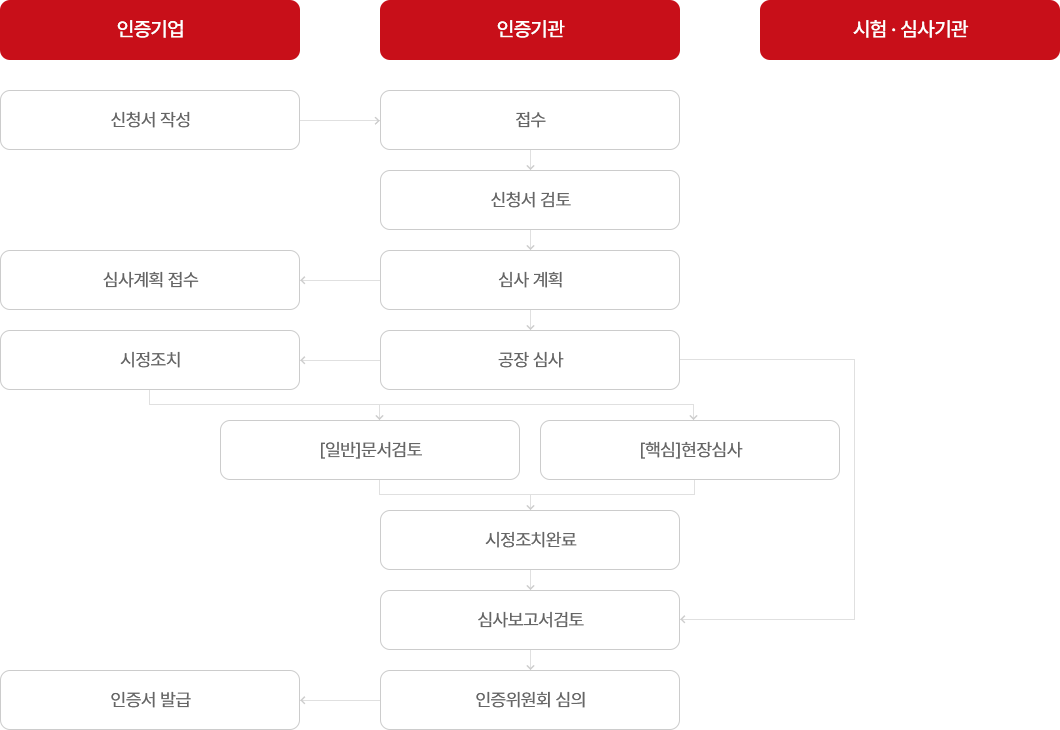 인증기업
인증기관
시험 · 심사기관
신청서 작성
접수
신청서 검토
심사계획 접수
심사 계획
시정조치
공장 심사
[일반]문서검토
[핵심]현장심사
시정조치완료
심사보고서검토
인증서 발급
인증위원회 심의